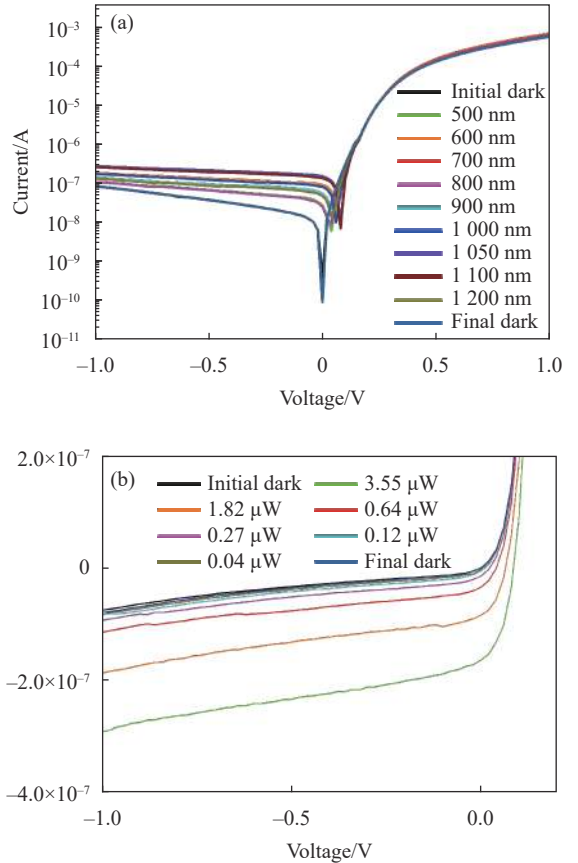 (a)
10⁻³
10⁻⁴
10⁻⁵
10⁻⁶
10⁻⁷
10⁻⁸
10⁻⁹
10⁻¹⁰
10⁻¹¹
Current/A
Initial dark
500 nm
600 nm
700 nm
800 nm
900 nm
1 000 nm
1 050 nm
1 100 nm
1 200 nm
Final dark
−1.0 −0.5 0 0.5 1.0
Voltage/V
(b)
2.0×10⁻⁷
0
−2.0×10⁻⁷
−4.0×10⁻⁷
Initial dark 3.55 μW
1.82 μW 0.64 μW
0.27 μW 0.12 μW
0.04 μW Final dark
−1.0 −0.5 0.0
Voltage/V